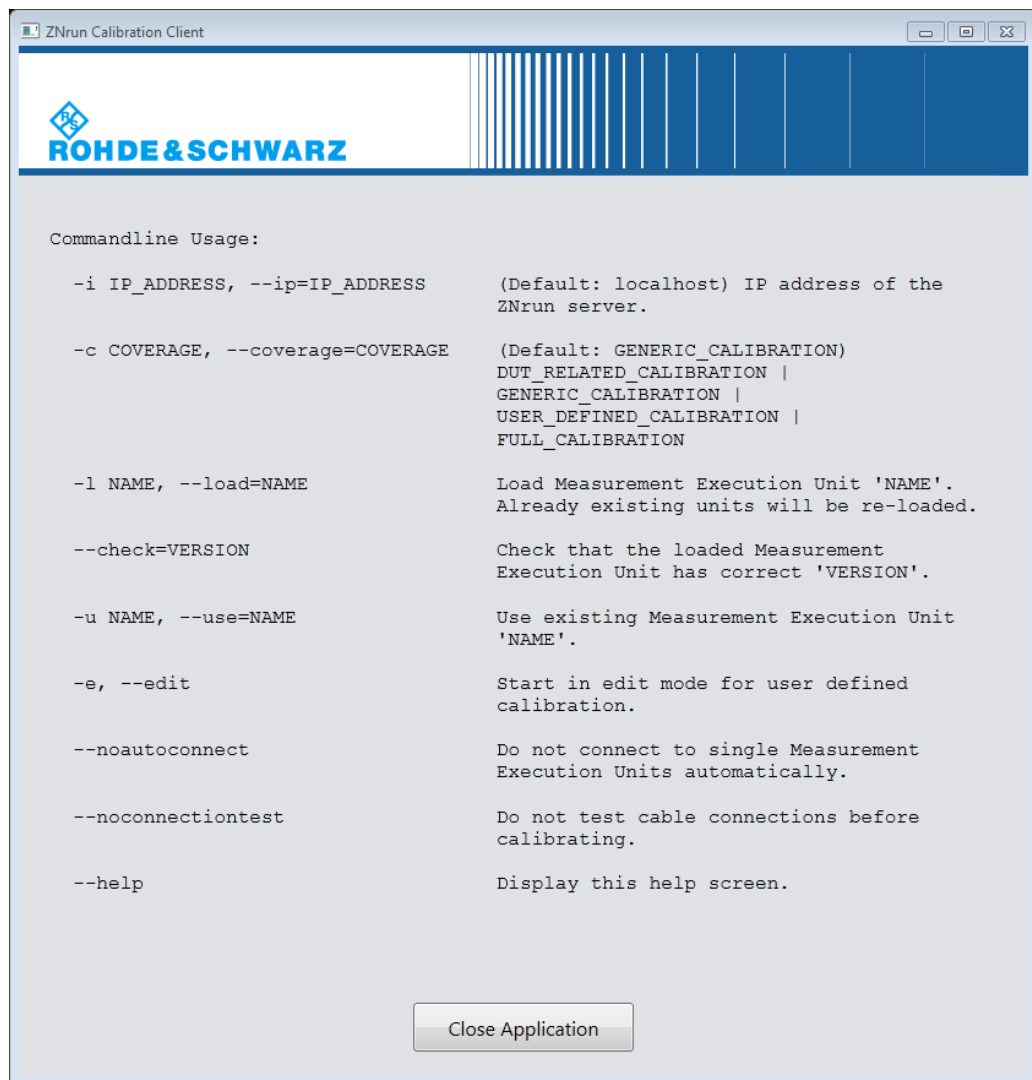 ZNrun Calibration Client
R&S
ROHDE&SCHWARZ
Commandline Usage:
-i IP_ADDRESS, --ip=IP_ADDRESS (Default: localhost) IP address of the
ZNrun server.
-c COVERAGE, --coverage=COVERAGE (Default: GENERIC_CALIBRATION)
DUT_RELATED_CALIBRATION |
GENERIC_CALIBRATION |
USER_DEFINED_CALIBRATION |
FULL_CALIBRATION
-l NAME, --load=NAME Load Measurement Execution Unit 'NAME'.
Already existing units will be re-loaded.
--check=VERSION Check that the loaded Measurement
Execution Unit has correct 'VERSION'.
-u NAME, --use=NAME Use existing Measurement Execution Unit
'NAME'.
-e, --edit Start in edit mode for user defined
calibration.
--noautoconnect Do not connect to single Measurement
Execution Units automatically.
--noconnectiontest Do not test cable connections before
calibrating.
--help Display this help screen.
Close Application